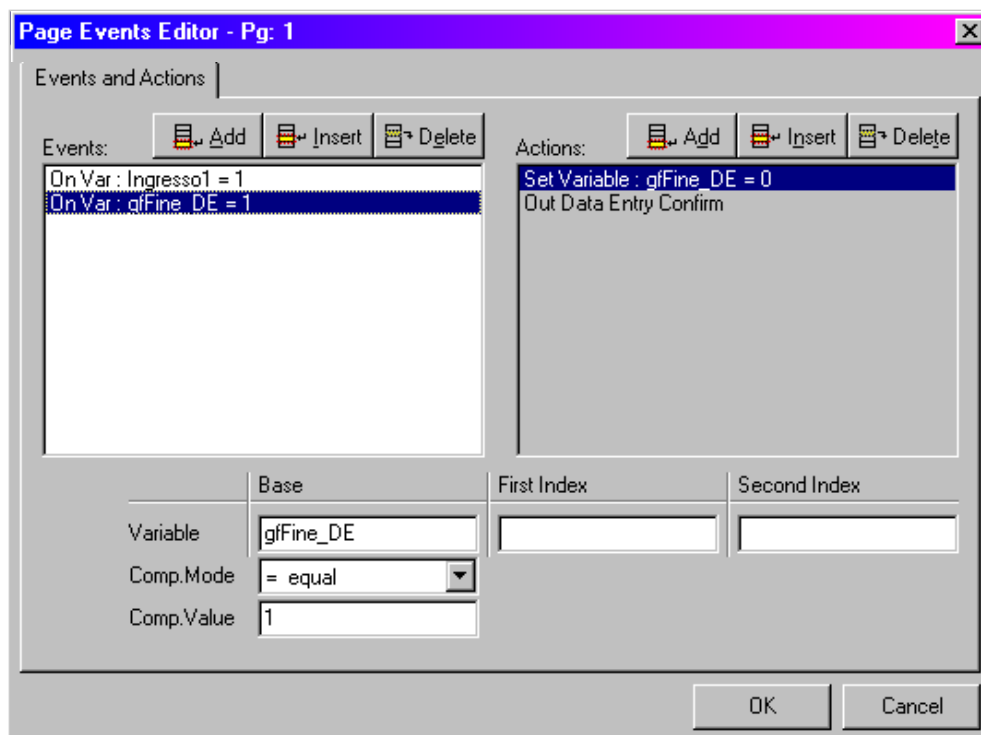 Page Events Editor - Pg: 1
Events and Actions
Events:
Add
Insert
Delete
On Var : Ingresso1 = 1
On Var : gfFine_DE = 1
Actions:
Add
Insert
Delete
Set Variable : gfFine_DE = 0
Out Data Entry Confirm
Base First Index Second Index
Variable gfFine_DE
Comp.Mode = equal
Comp.Value 1
OK Cancel